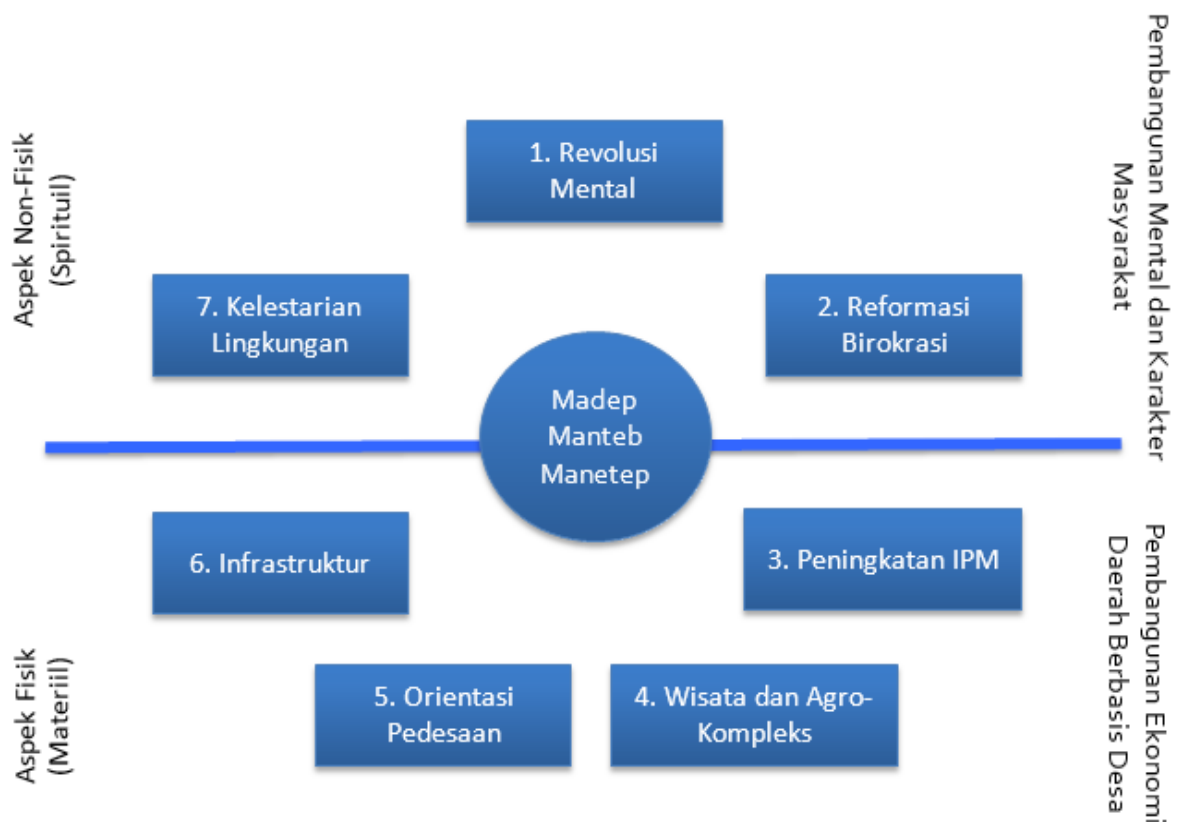 Aspek Non-Fisik
(Spirituil)
1. Revolusi
Mental
Pembangunan Mental dan Karakter
Masyarakat
7. Kelestarian
Lingkungan
2. Reformasi
Birokrasi
Madep
Manteb
Manetep
6. Infrastruktur
3. Peningkatan IPM
Aspek Fisik
(Materiil)
5. Orientasi
Pedesaan
4. Wisata dan Agro-
Kompleks
Pembangunan Ekonomi
Daerah Berbasis Desa